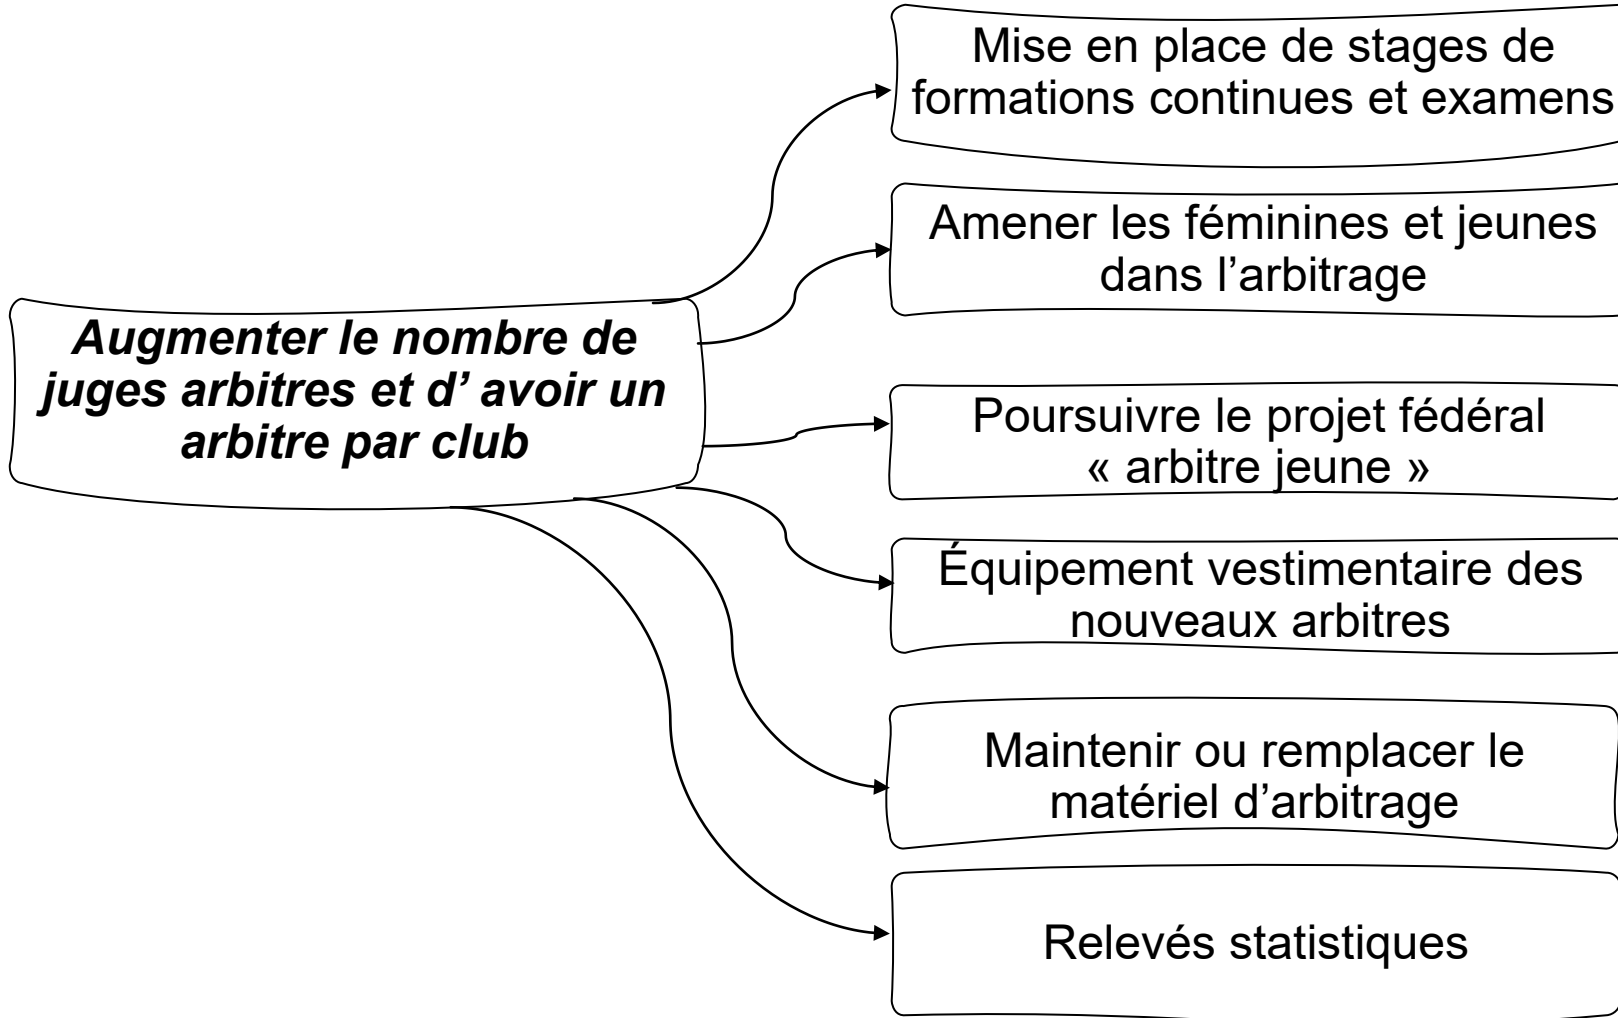 Mise en place de stages de
formations continues et examens
Amener les féminines et jeunes
dans l’arbitrage
Augmenter le nombre de
juges arbitres et d’ avoir un
arbitre par club
Poursuivre le projet fédéral
« arbitre jeune »
Équipement vestimentaire des
nouveaux arbitres
Maintenir ou remplacer le
matériel d’arbitrage
Relevés statistiques